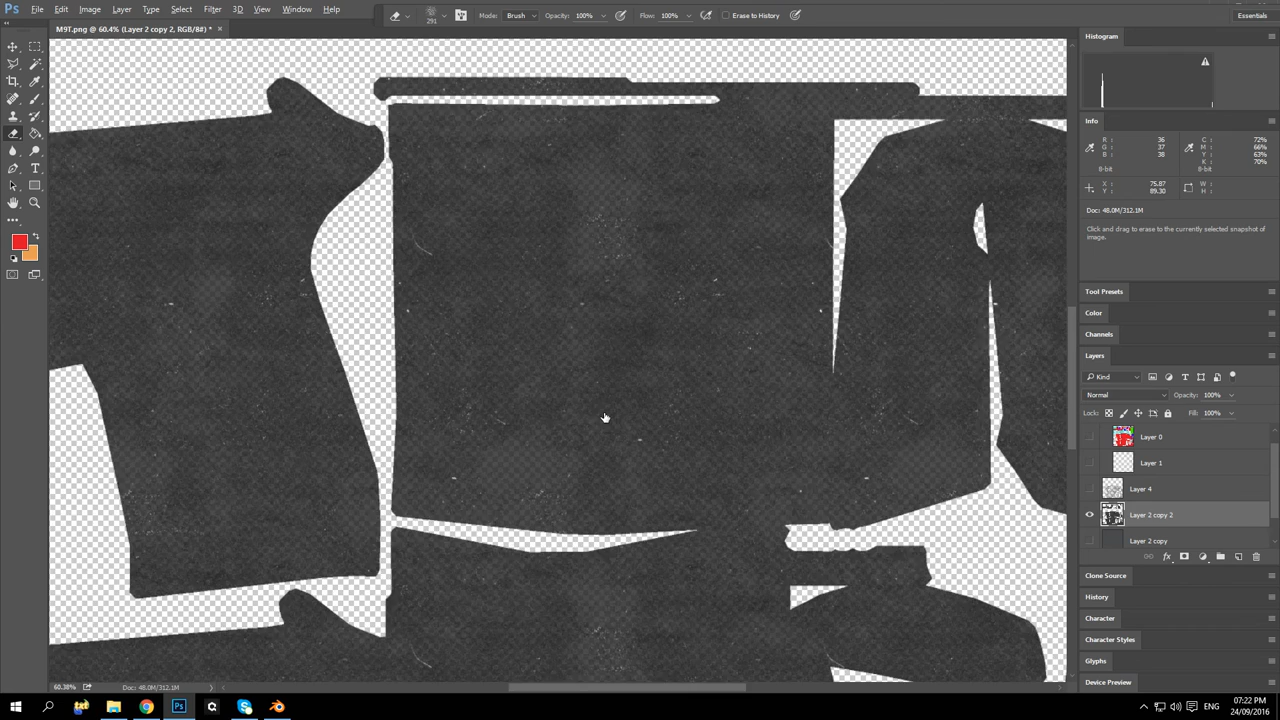 Ps File Edit Image Layer Type Select Filter 3D View Window Help
291 Mode: Brush Opacity: 100% Flow: 100% Erase to History Essentials
M9T.png @ 60.4% (Layer 2 copy 2, RGB/8#) * ×
Histogram
Info
R : 36 C : 72%
G : 37 M : 66%
B : 38 Y : 63%
K : 70%
8-bit 8-bit
X : 75.87 W :
Y : 89.30 H :
Doc: 48.0M/312.1M
Click and drag to erase to the currently selected snapshot of
image.
Tool Presets
Color
Channels
Layers
Kind
Normal Opacity: 100%
Lock: Fill: 100%
Layer 0
Layer 1
Layer 4
Layer 2 copy 2
Layer 2 copy
fx
Clone Source
History
Character
Character Styles
Glyphs
Device Preview
60.38% Doc: 48.0M/312.1M
Ps ENG 07:22 PM
24/09/2016